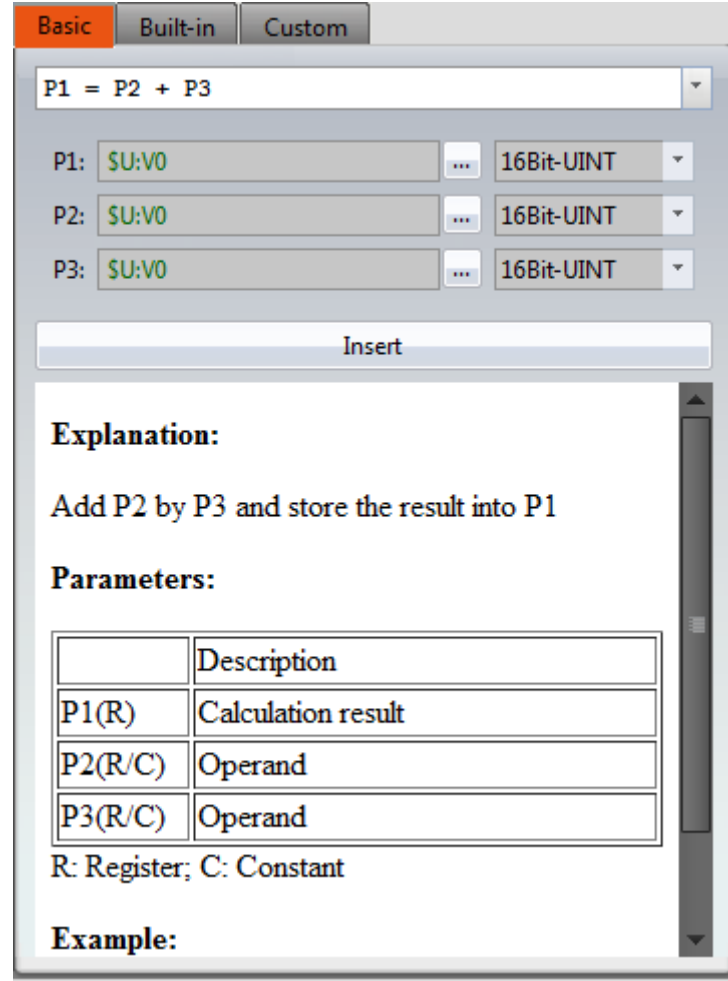 Basic Built-in Custom
P1 = P2 + P3
P1: $U:V0 ... 16Bit-UINT
P2: $U:V0 ... 16Bit-UINT
P3: $U:V0 ... 16Bit-UINT
Insert
Explanation:
Add P2 by P3 and store the result into P1
Parameters:
Description
P1(R) Calculation result
P2(R/C) Operand
P3(R/C) Operand
R: Register; C: Constant
Example: